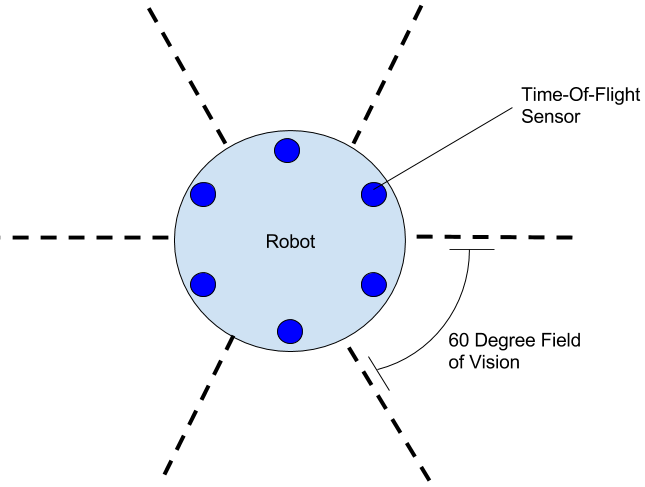 Time-Of-Flight
Sensor
Robot
60 Degree Field
of Vision